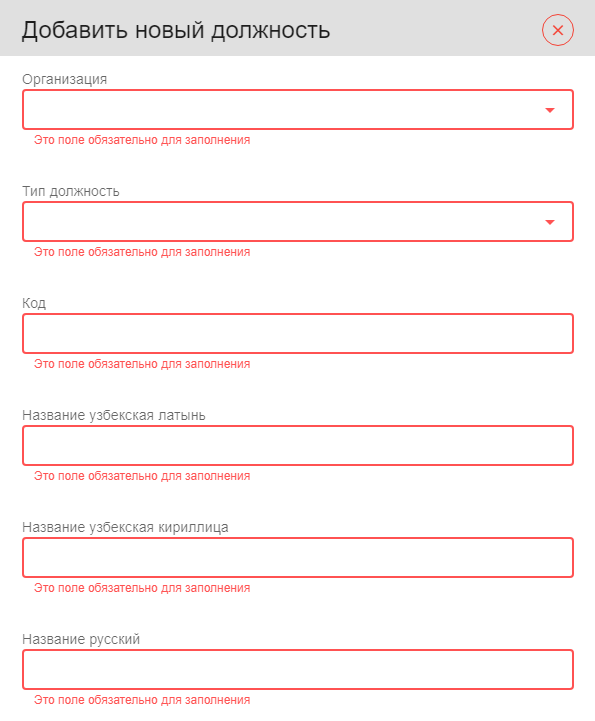 Добавить новый должность
Организация
Это поле обязательно для заполнения
Тип должность
Это поле обязательно для заполнения
Код
Это поле обязательно для заполнения
Название узбекская латынь
Это поле обязательно для заполнения
Название узбекская кириллица
Это поле обязательно для заполнения
Название русский
Это поле обязательно для заполнения